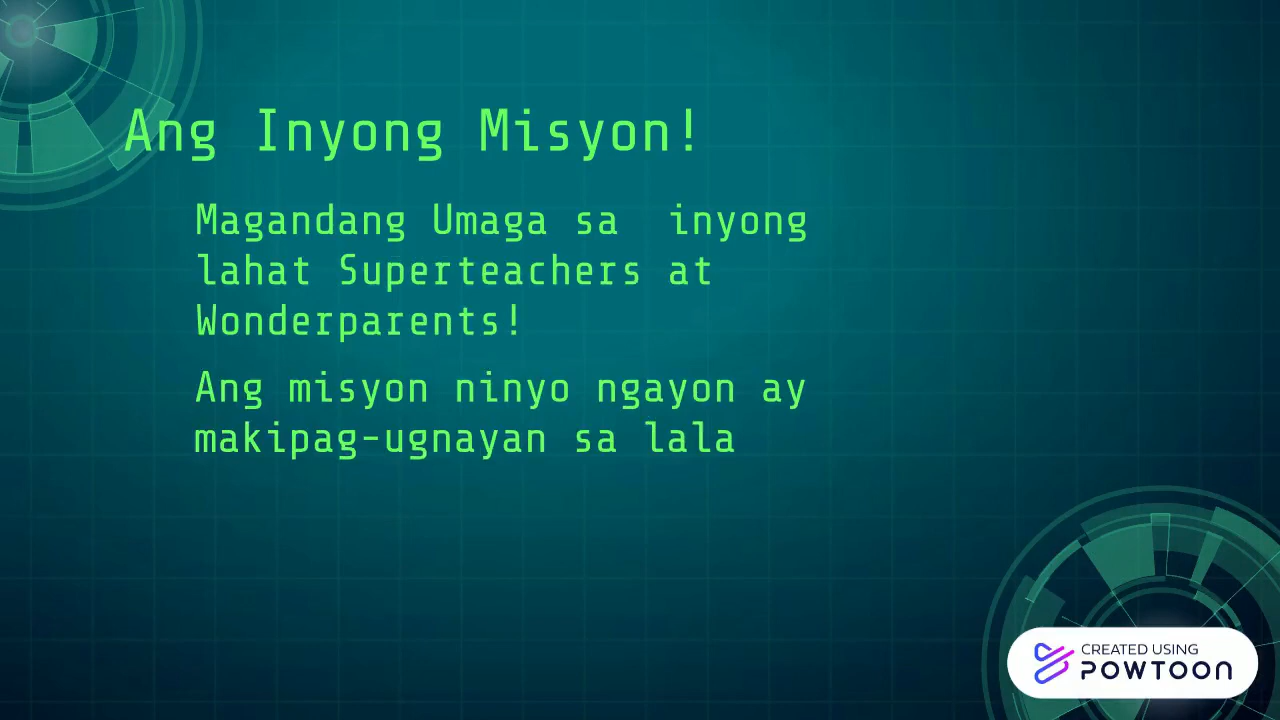 Ang Inyong Misyon!
Magandang Umaga sa  inyong
lahat Superteachers at
Wonderparents!
Ang misyon ninyo ngayon ay
makipag-ugnayan sa lala
CREATED USING
POWTOON